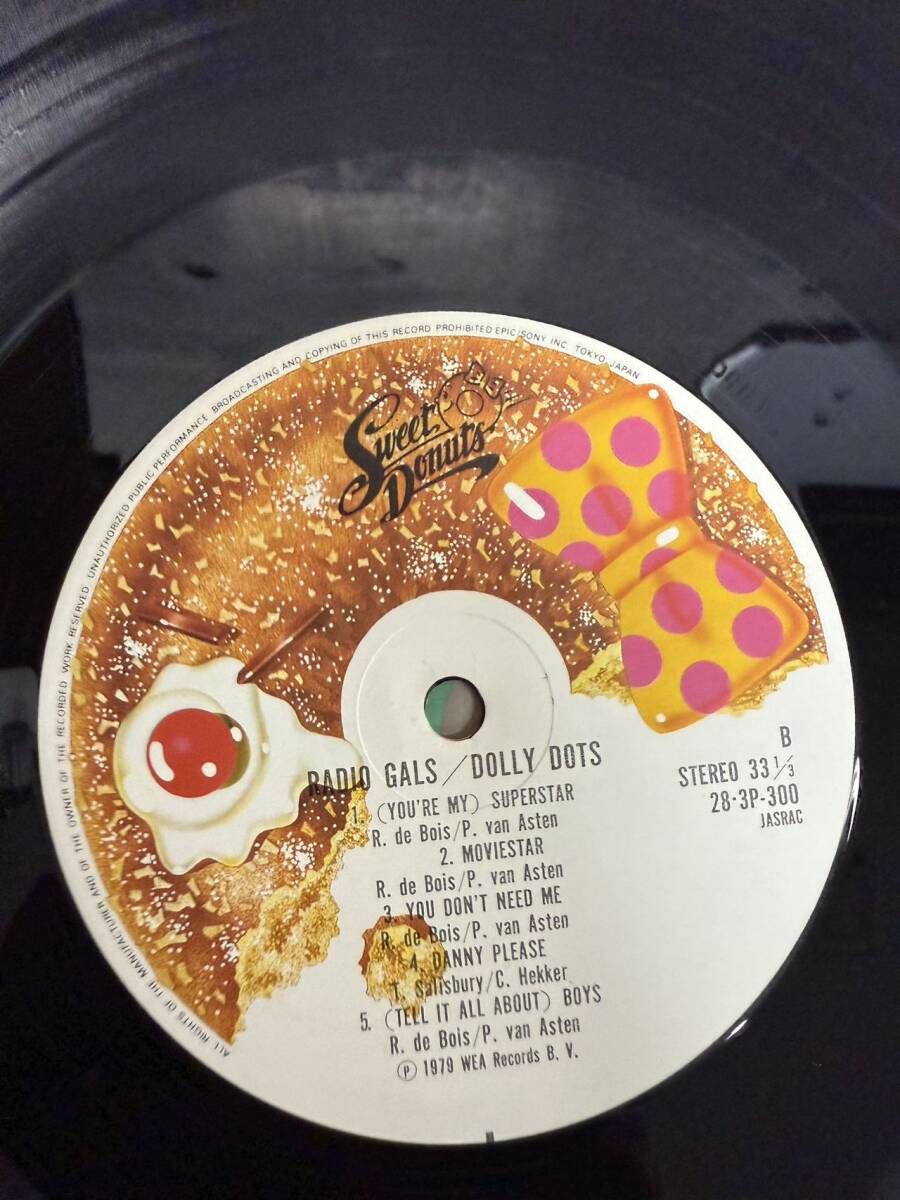 ALL RIGHTS OF THE MANUFACTURER AND OF THE OWNER OF THE RECORDED WORK RESERVED UNAUTHORIZED PUBLIC PERFORMANCE BROADCASTING AND COPYING OF THIS RECORD PROHIBITED EPIC/SONY INC. TOKYO, JAPAN
Sweet
Donuts
RADIO GALS / DOLLY DOTS
B
STEREO 33 1/3
28·3P-300
JASRAC
1. (YOU'RE MY) SUPERSTAR
R. de Bois/P. van Asten
2. MOVIESTAR
R. de Bois/P. van Asten
3. YOU DON'T NEED ME
R. de Bois/P. van Asten
4. DANNY PLEASE
T. Salisbury/C. Hekker
5. (TELL IT ALL ABOUT) BOYS
R. de Bois/P. van Asten
Ⓟ 1979 WEA Records B. V.